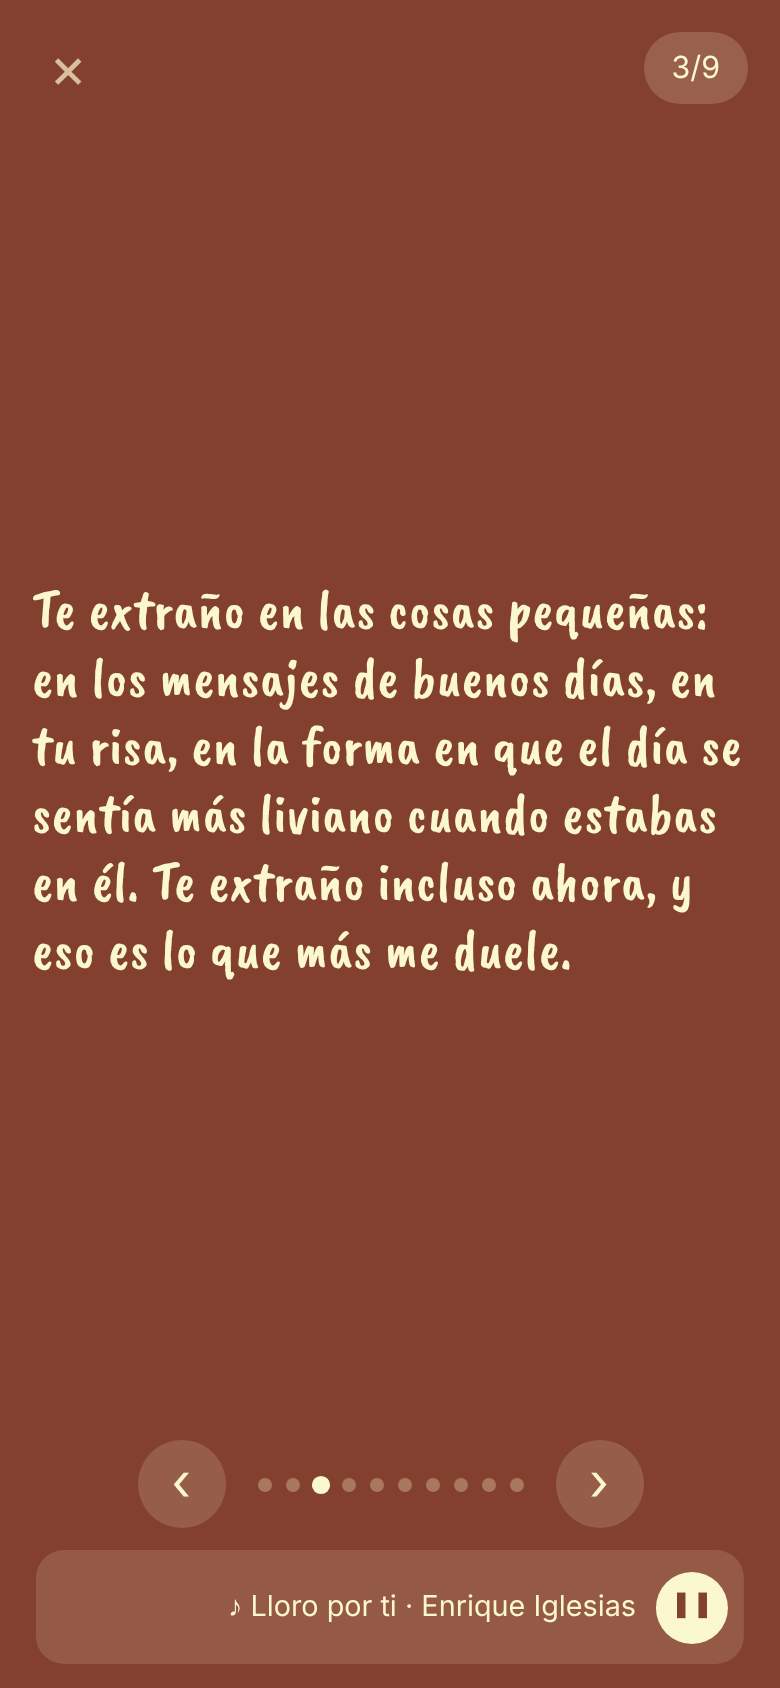 3/9
Te extraño en las cosas pequeñas:
en los mensajes de buenos días, en
tu risa, en la forma en que el día se
sentía más liviano cuando estabas
en él. Te extraño incluso ahora, y
eso es lo que más me duele.
♪ Lloro por ti · Enrique Iglesias